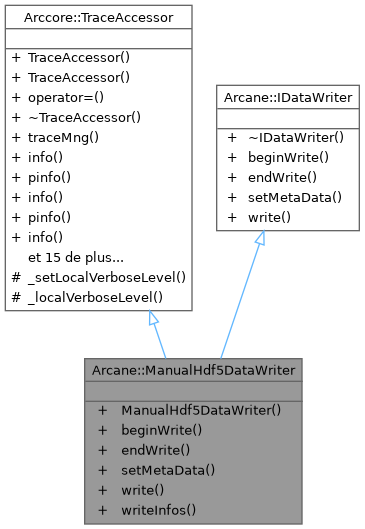 Arccore::TraceAccessor
+ TraceAccessor()
+ TraceAccessor()
+ operator=()
+ ~TraceAccessor()
+ traceMng()
+ info()
+ pinfo()
+ info()
+ pinfo()
+ info()
et 15 de plus...
# _setLocalVerboseLevel()
# _localVerboseLevel()
Arcane::IDataWriter
+ ~IDataWriter()
+ beginWrite()
+ endWrite()
+ setMetaData()
+ write()
Arcane::ManualHdf5DataWriter
+ ManualHdf5DataWriter()
+ beginWrite()
+ endWrite()
+ setMetaData()
+ write()
+ writeInfos()